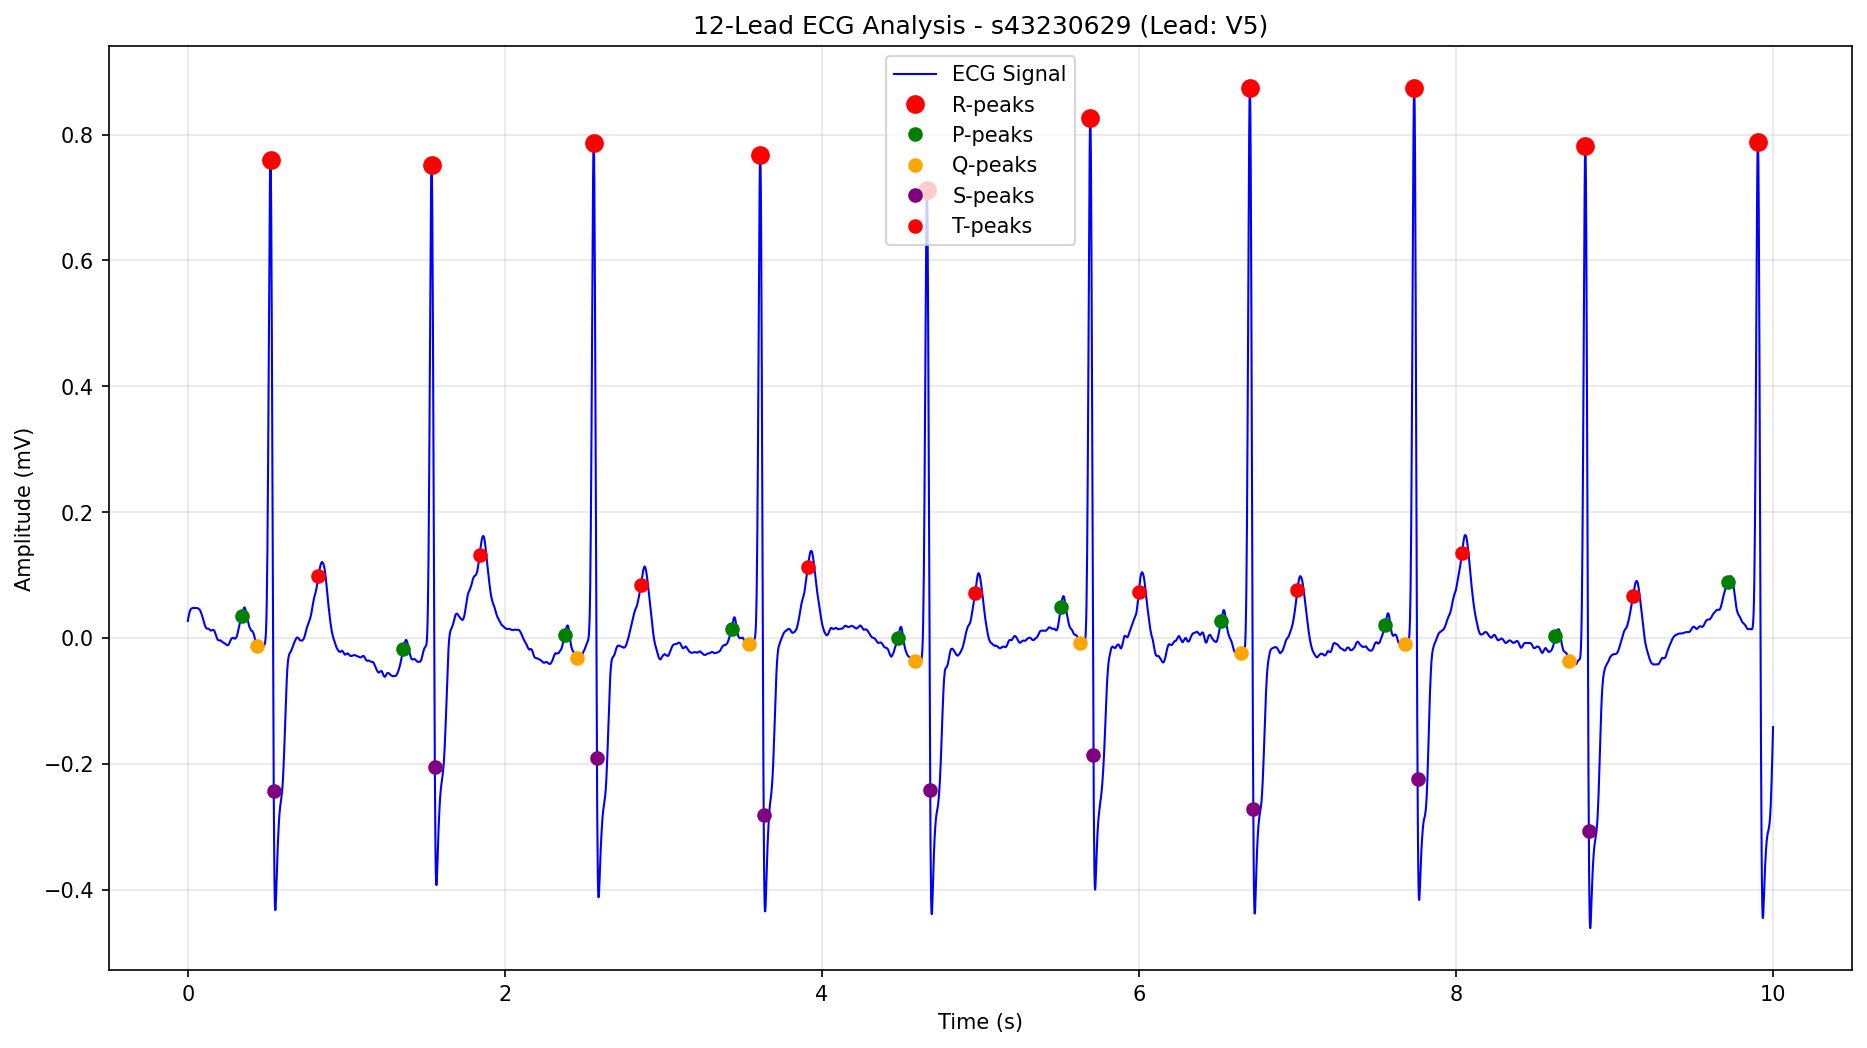 12-Lead ECG Analysis - s43230629 (Lead: V5)
ECG Signal
R-peaks
P-peaks
Q-peaks
S-peaks
T-peaks
Amplitude (mV)
0.8
0.6
0.4
0.2
0.0
−0.2
−0.4
0 2 4 6 8 10
Time (s)